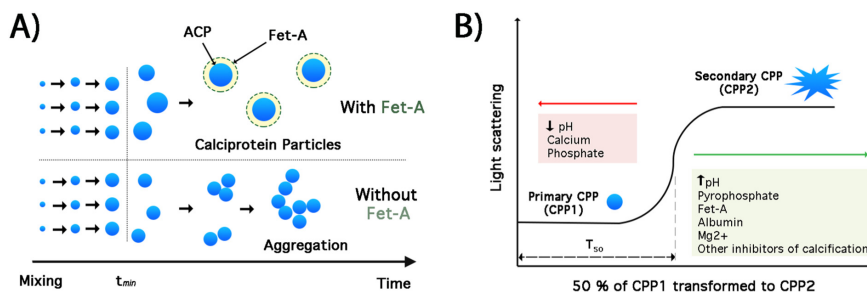 A)
ACP
Fet-A
With Fet-A
Calciprotein Particles
Without
Fet-A
Aggregation
Mixing
tmin
Time
B)
Light scattering
Secondary CPP
(CPP2)
↓ pH
Calcium
Phosphate
Primary CPP
(CPP1)
↑pH
Pyrophosphate
Fet-A
Albumin
Mg2+
Other inhibitors of calcification
T50
50 % of CPP1 transformed to CPP2